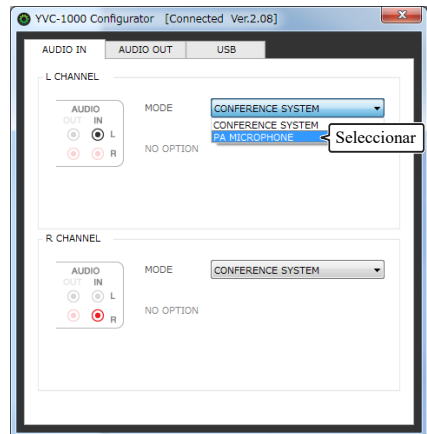 YVC-1000 Configurator [Connected Ver.2.08]
AUDIO IN AUDIO OUT USB
L CHANNEL
AUDIO
OUT IN
L
R
MODE
CONFERENCE SYSTEM
CONFERENCE SYSTEM
PA MICROPHONE
Seleccionar
NO OPTION
R CHANNEL
AUDIO
OUT IN
L
R
MODE
CONFERENCE SYSTEM
NO OPTION